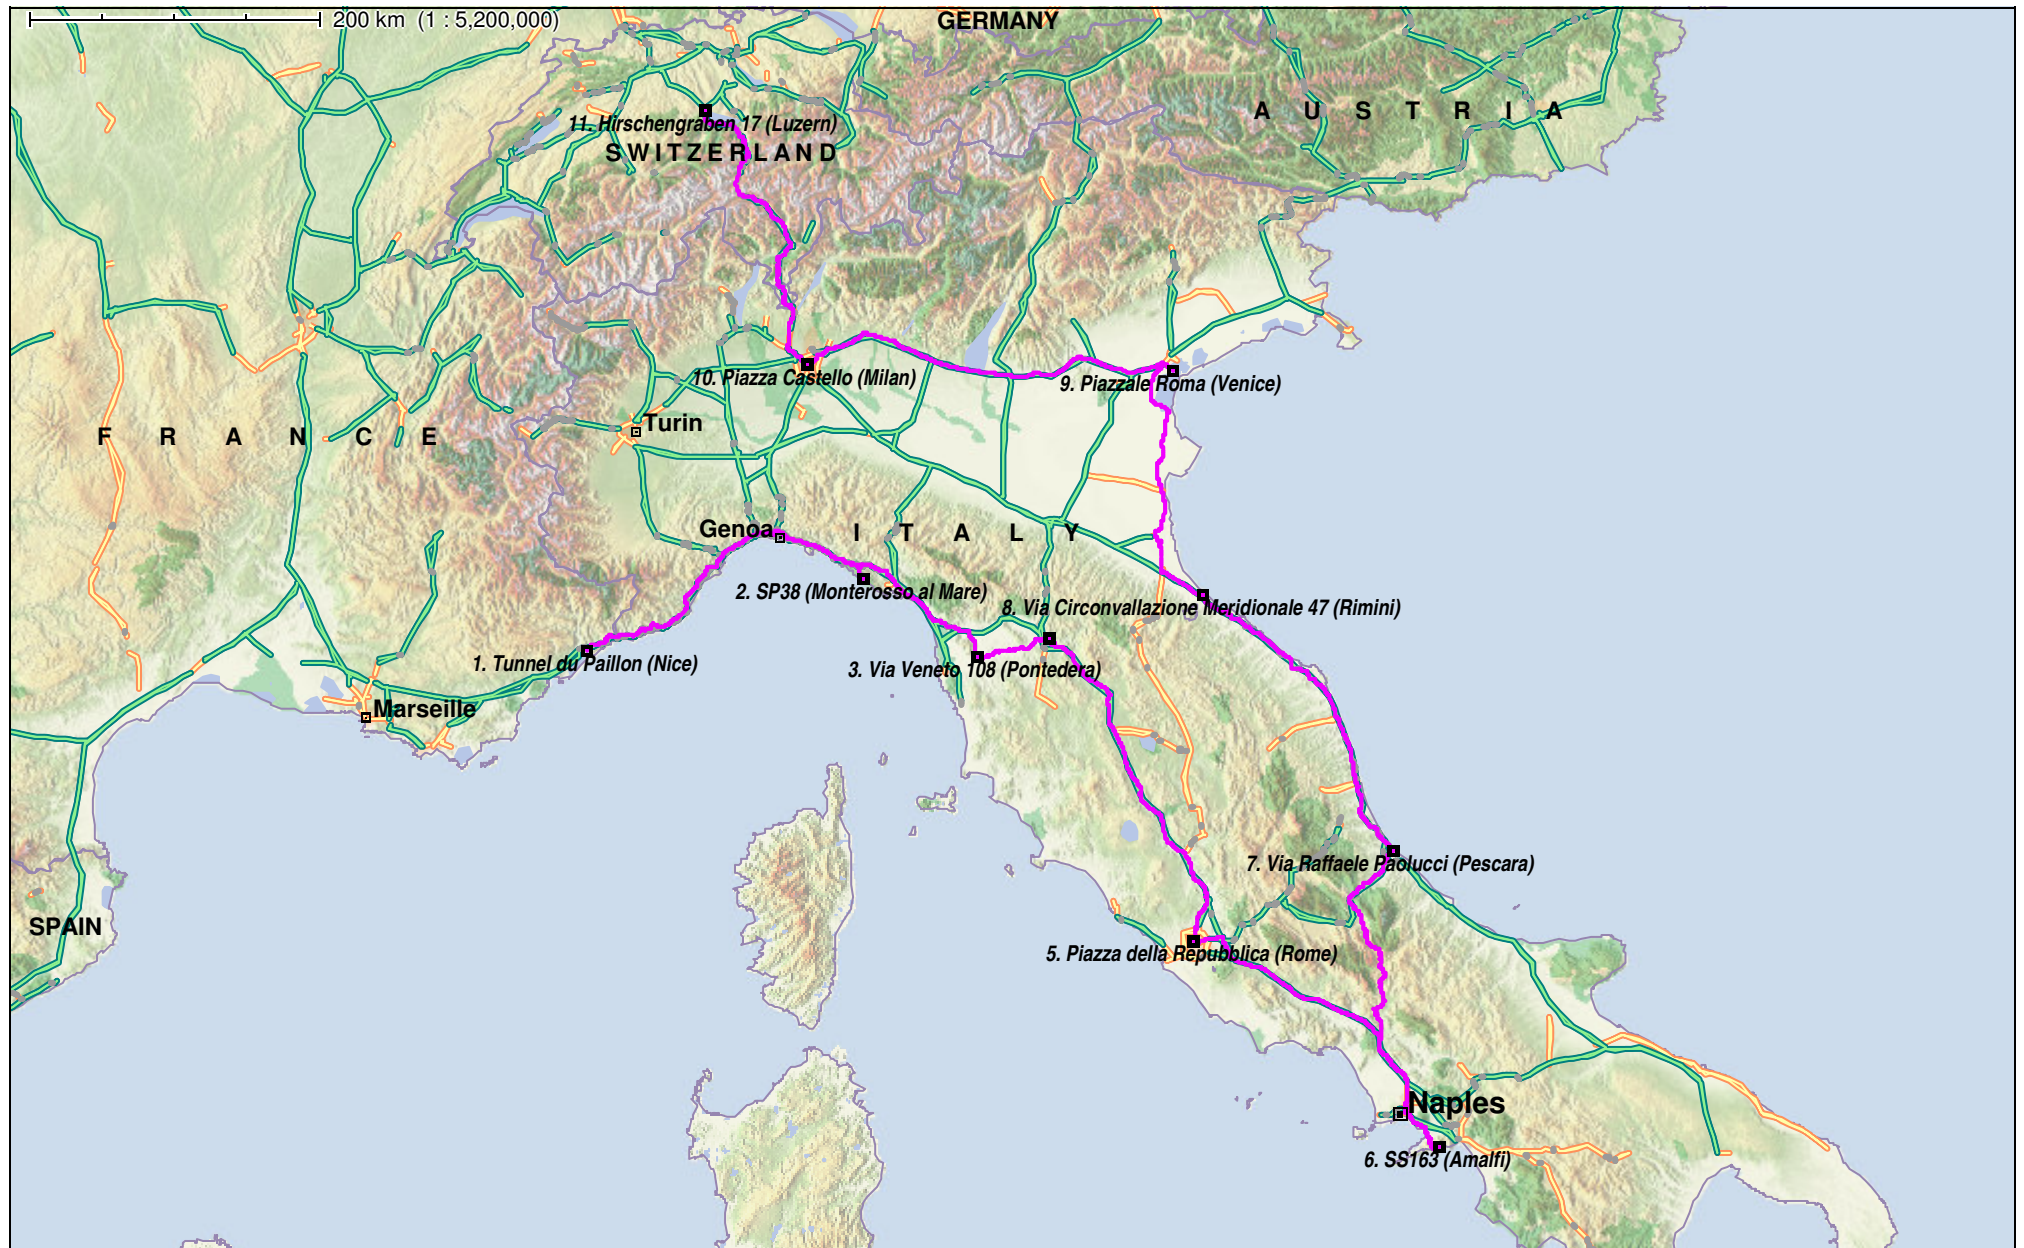 200 km (1 : 5,200,000)
GERMANY
AUSTRIA
11. Hirschengraben 17 (Luzern)
SWITZERLAND
10. Piazza Castello (Milan)
9. Piazzale Roma (Venice)
Turin
FRANCE
Genoa
ITALY
2. SP38 (Monterosso al Mare)
8. Via Circonvallazione Meridionale 47 (Rimini)
1. Tunnel du Paillon (Nice)
3. Via Veneto 108 (Pontedera)
Marseille
7. Via Raffaele Paolucci (Pescara)
SPAIN
5. Piazza della Repubblica (Rome)
Naples
6. SS163 (Amalfi)